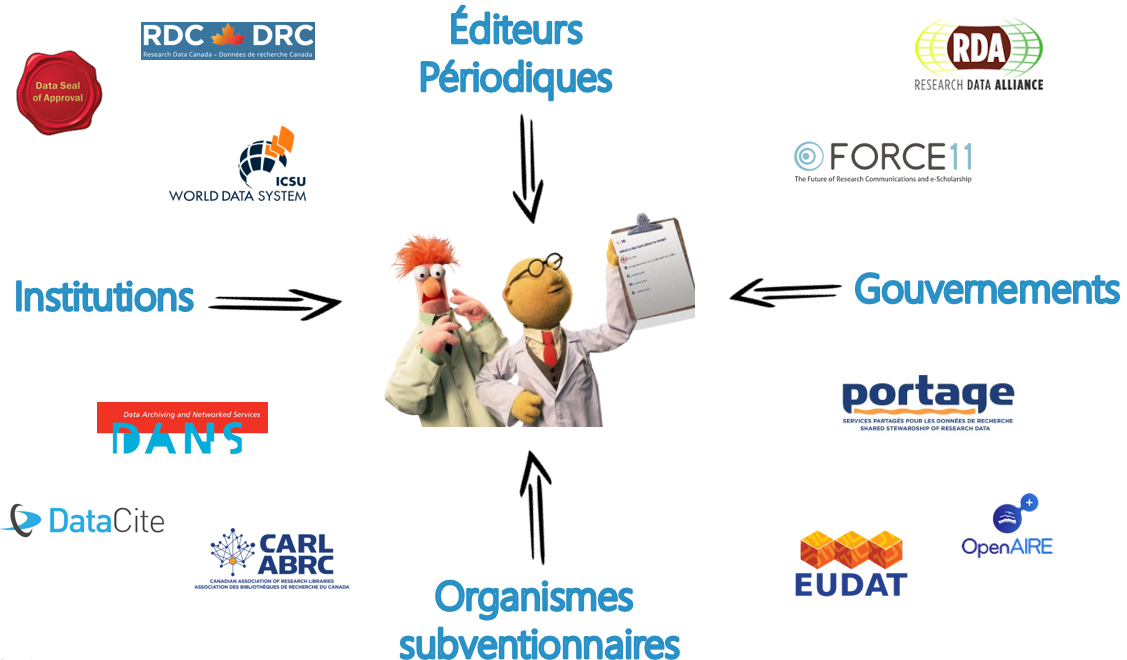 RDC DRC
Research Data Canada – Données de recherche Canada
Éditeurs
Périodiques
RDA
RESEARCH DATA ALLIANCE
Data Seal
of Approval
FORCE11
The Future of Research Communications and e-Scholarship
ICSU
WORLD DATA SYSTEM
Institutions
Gouvernements
portage
SERVICES PARTAGÉS POUR LES DONNÉES DE RECHERCHE
SHARED STEWARDSHIP OF RESEARCH DATA
Data Archiving and Networked Services
DANS
DataCite
CARL
ABRC
CANADIAN ASSOCIATION OF RESEARCH LIBRARIES
ASSOCIATION DES BIBLIOTHÈQUES DE RECHERCHE DU CANADA
OpenAIRE
EUDAT
Organismes
subventionnaires